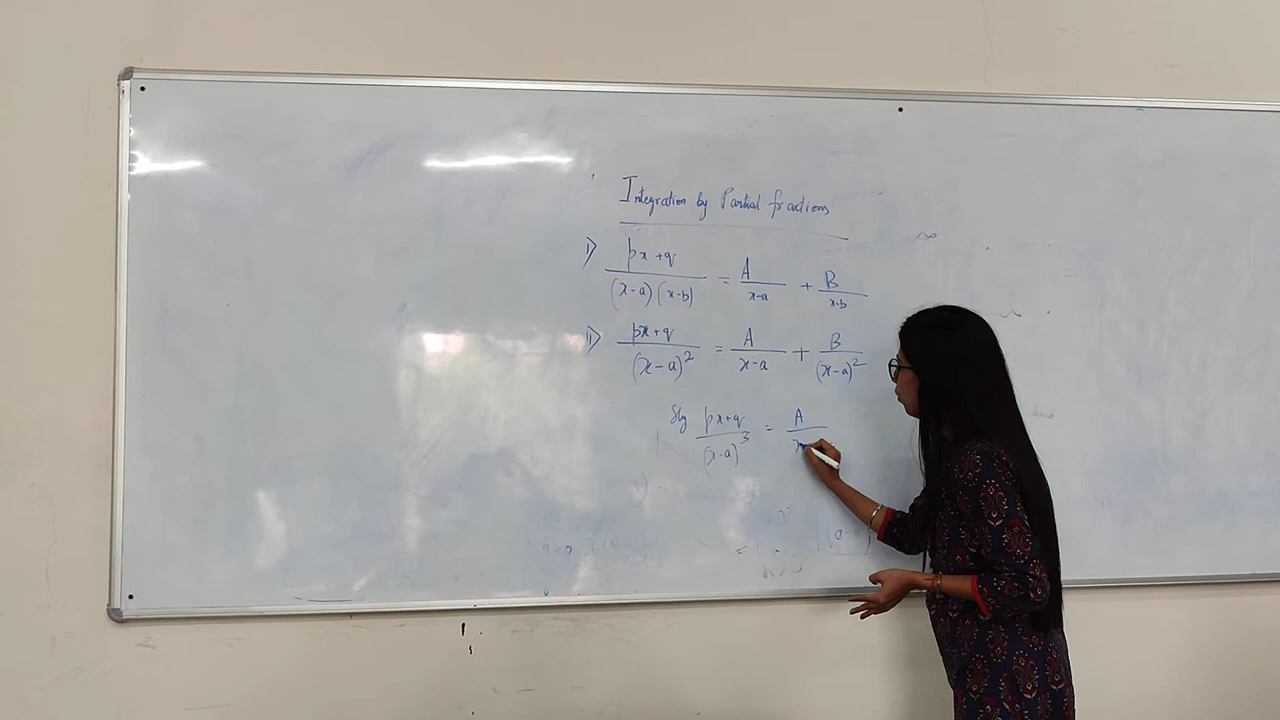 Integration by Partial fractions
I) px+q / (x-a)(x-b) = A / x-a + B / x-b
II) px+q / (x-a)² = A / x-a + B / (x-a)²
Sly px+q / (x-a)³ = A / x